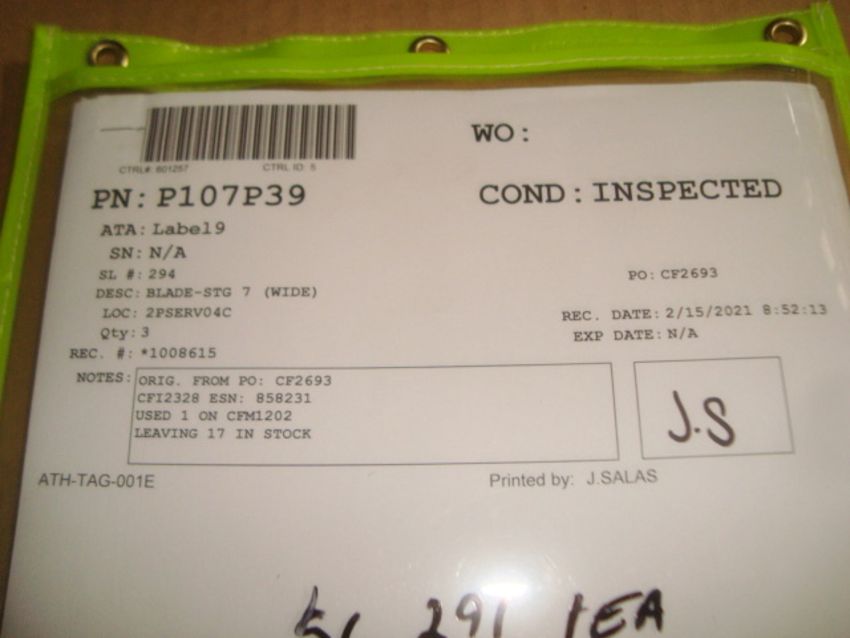 WO:
CTRL#: 601257 CTRL ID: 5
PN: P107P39
COND: INSPECTED
ATA: Label9
SN: N/A
SL #: 294
PO: CF2693
DESC: BLADE-STG 7 (WIDE)
LOC: 2PSERV04C
REC. DATE: 2/15/2021 8:52:13
Qty: 3
EXP DATE: N/A
REC. #: *1008615
NOTES: ORIG. FROM PO: CF2693
CFI2328 ESN: 858231
USED 1 ON CFM1202
LEAVING 17 IN STOCK
J.S
ATH-TAG-001E
Printed by: J.SALAS
1EA